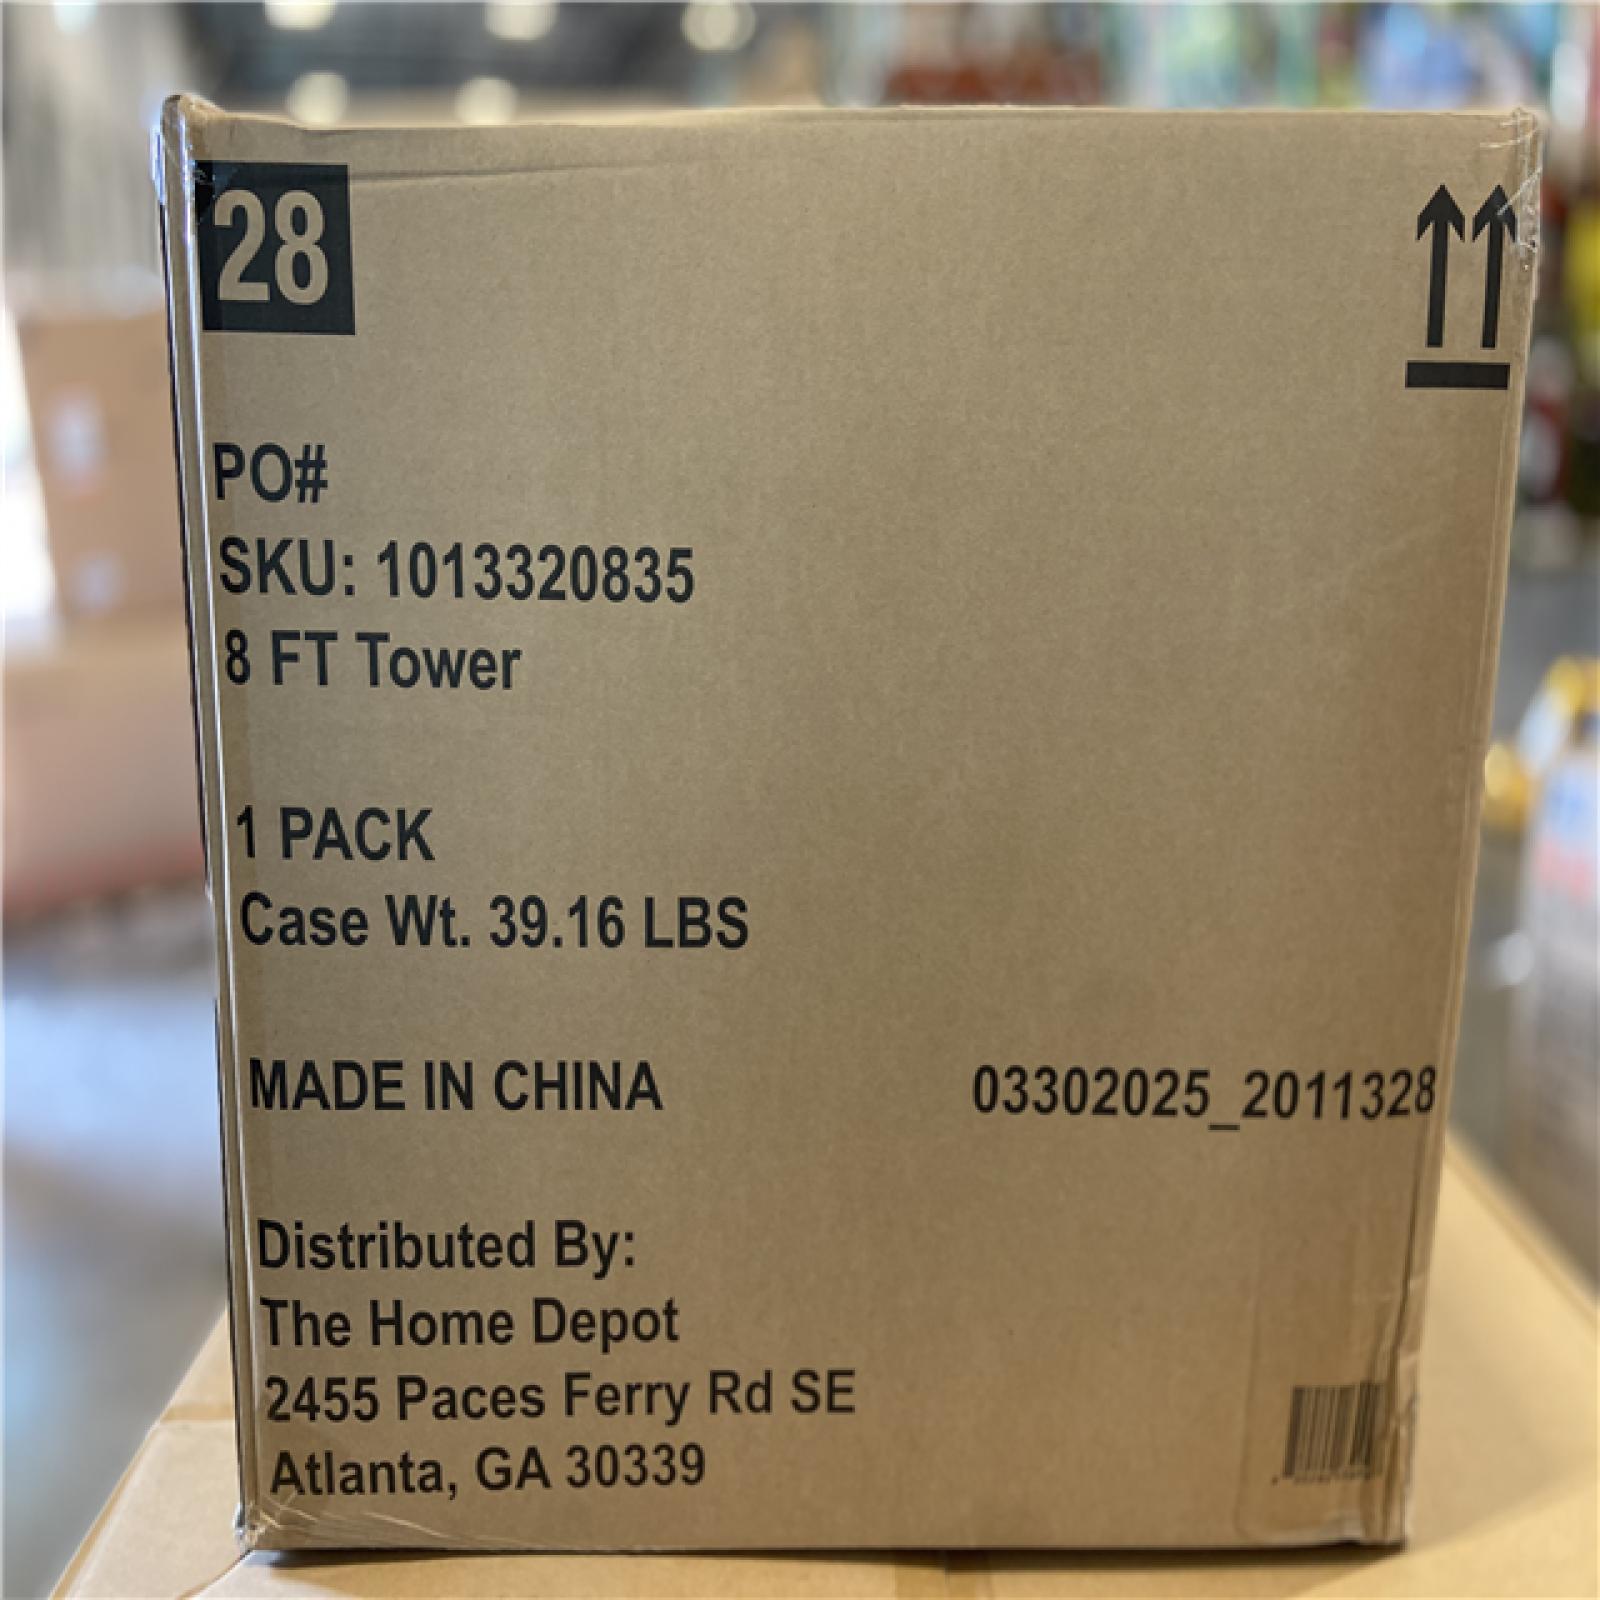 28
PO#
SKU: 1013320835
8 FT Tower
1 PACK
Case Wt. 39.16 LBS
MADE IN CHINA
03302025_2011328
Distributed By:
The Home Depot
2455 Paces Ferry Rd SE
Atlanta, GA 30339